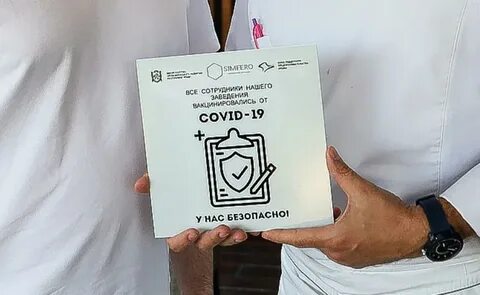 SIMFERO
ВСЕ СОТРУДНИКИ НАШЕГО
ЗАВЕДЕНИЯ
ВАКЦИНИРОВАЛИСЬ ОТ
COVID-19
У НАС БЕЗОПАСНО!